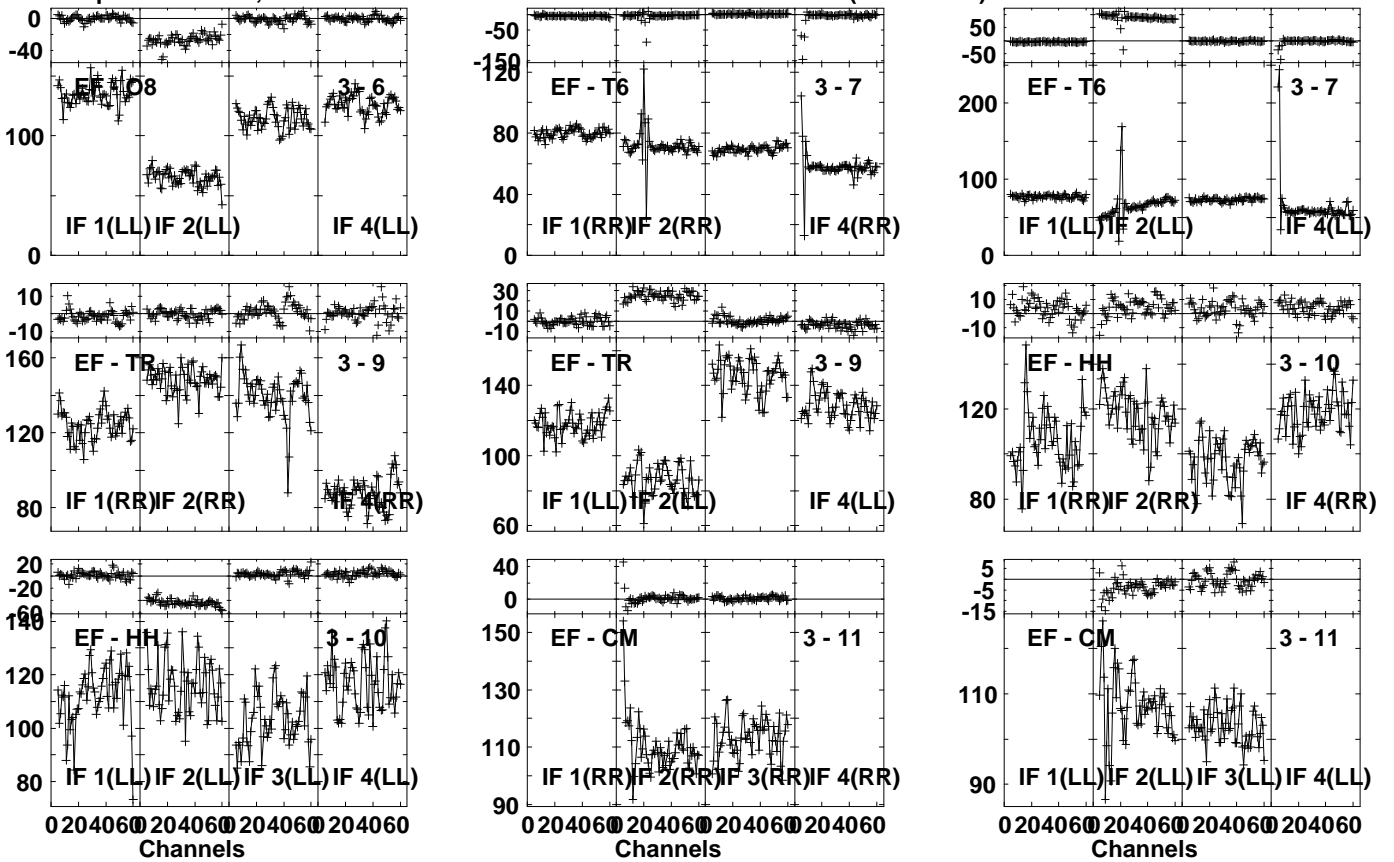 0
-40
EF - O8
3 - 6
100
0
IF 1(LL)
IF 2(LL)
IF 4(LL)
-50
-150
120
EF - T6
3 - 7
80
40
0
IF 1(RR)
IF 2(RR)
IF 4(RR)
50
-50
EF - T6
3 - 7
200
100
0
IF 1(LL)
IF 2(LL)
IF 4(LL)
10
-10
160
EF - TR
3 - 9
120
80
IF 1(RR)
IF 2(RR)
IF 4(RR)
30
10
-10
EF - TR
3 - 9
140
100
60
IF 1(LL)
IF 2(LL)
IF 4(LL)
10
-10
EF - HH
3 - 10
120
80
IF 1(RR)
IF 2(RR)
IF 4(RR)
20
-20
-60
140
EF - HH
3 - 10
120
100
80
IF 1(LL)
IF 2(LL)
IF 3(LL)
IF 4(LL)
40
0
150
EF - CM
3 - 11
130
110
90
IF 1(RR)
IF 2(RR)
IF 3(RR)
IF 4(RR)
5
-5
-15
EF - CM
3 - 11
110
90
IF 1(LL)
IF 2(LL)
IF 3(LL)
IF 4(LL)
0 204060 0 204060 0 204060 0 204060
Channels
0 204060 0 204060 0 204060 0 204060
Channels
0 204060 0 204060 0 204060 0 204060
Channels